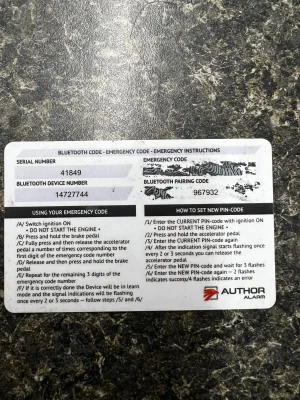 BLUETOOTH CODE - EMERGENCY CODE - EMERGENCY INSTRUCTIONS
SERIAL NUMBER
41849
EMERGENCY CODE
BLUETOOTH DEVICE NUMBER
14727744
BLUETOOTH PAIRING CODE
967932
USING YOUR EMERGENCY CODE
/A/ Switch ignition ON
• DO NOT START THE ENGINE •
/B/ Press and hold the brake
pedal
/C/ Fully press and then release the accelerator
pedal a number of times corresponding to the
first digit of the emergency code number
/D/ Release and then press and hold the brake
pedal
/E/ Repeat for the remaining 3 digits of the
emergency code number
/F/ If it is correctly done the Device will be in learn
mode and the signal indications will be flashing
once every 2 or 3 seconds – follow steps /5/ and /6/
HOW TO SET NEW PIN-CODE
/1/ Enter the CURRENT PIN-code with ignition ON
• DO NOT START THE ENGINE •
/2/ Press and hold the accelerator pedal
/3/ Enter the CURRENT PIN-code again
/4/ After the indication signal starts flashing once
every 2 or 3 seconds you can release the
accelerator pedal
/5/ Enter the NEW PIN-code and wait for 3 flashes
/6/ Enter the NEW PIN-code again – 2 flashes
indicates success/4 flashes indicates an error
AUTHOR
ALARM